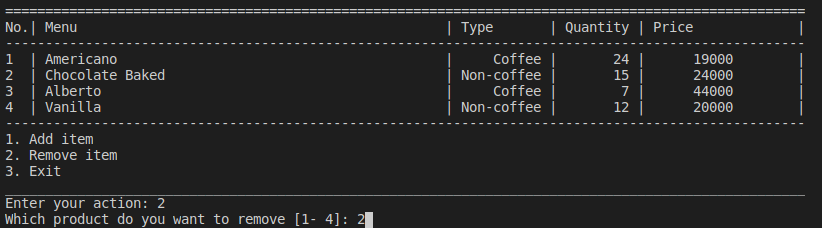 ====================================================================================================
No.| Menu                                              | Type       | Quantity | Price             |
----------------------------------------------------------------------------------------------------
1  | Americano                                         |     Coffee |       24 |      19000        |
2  | Chocolate Baked                                   | Non-coffee |       15 |      24000        |
3  | Alberto                                           |     Coffee |        7 |      44000        |
4  | Vanilla                                           | Non-coffee |       12 |      20000        |
----------------------------------------------------------------------------------------------------
1. Add item
2. Remove item
3. Exit
____________________________________________________________________________________________________
Enter your action: 2
Which product do you want to remove [1- 4]: 2